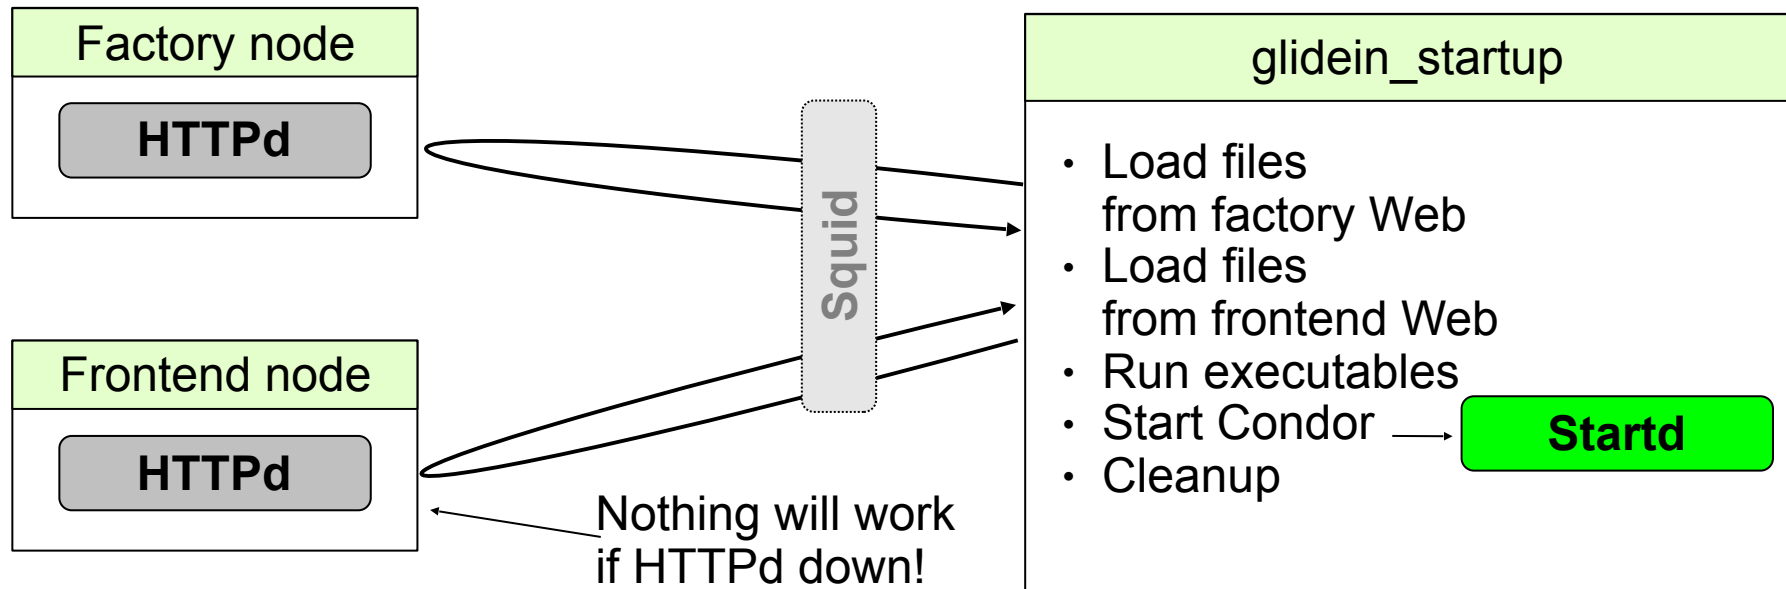 Factory node
HTTPd
Squid
Frontend node
HTTPd
Nothing will work
if HTTPd down!
glidein_startup
· Load files
from factory Web
· Load files
from frontend Web
· Run executables
· Start Condor
Startd
· Cleanup